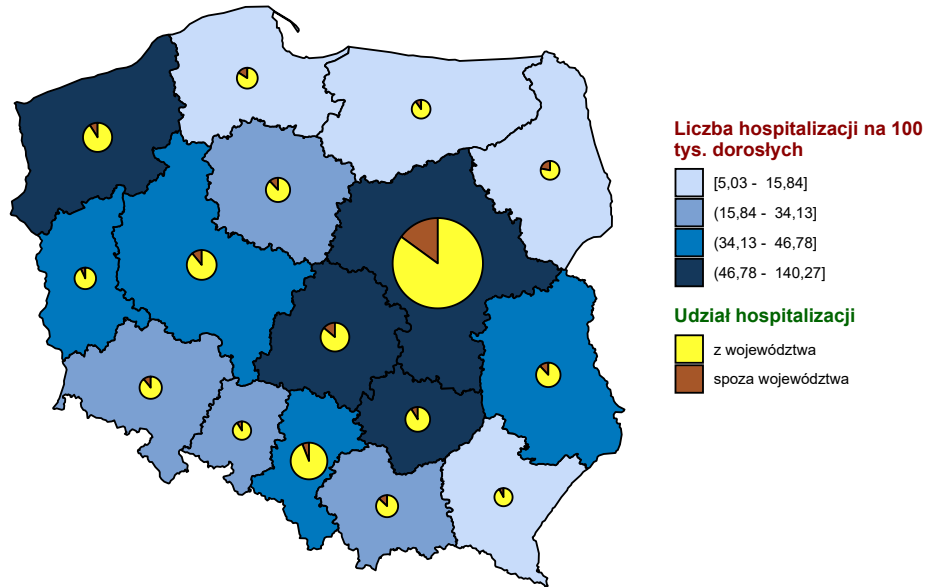 Liczba hospitalizacji na 100
tys. dorosłych
[5,03 - 15,84]
(15,84 - 34,13]
(34,13 - 46,78]
(46,78 - 140,27]
Udział hospitalizacji
z województwa
spoza województwa